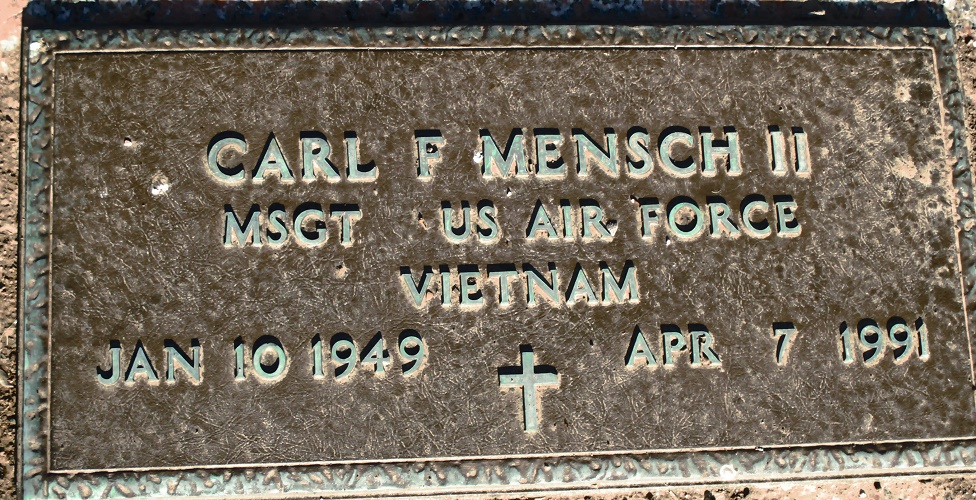 CARL F MENSCH II
MSGT US AIR FORCE
VIETNAM
JAN 10 1949 APR 7 1991